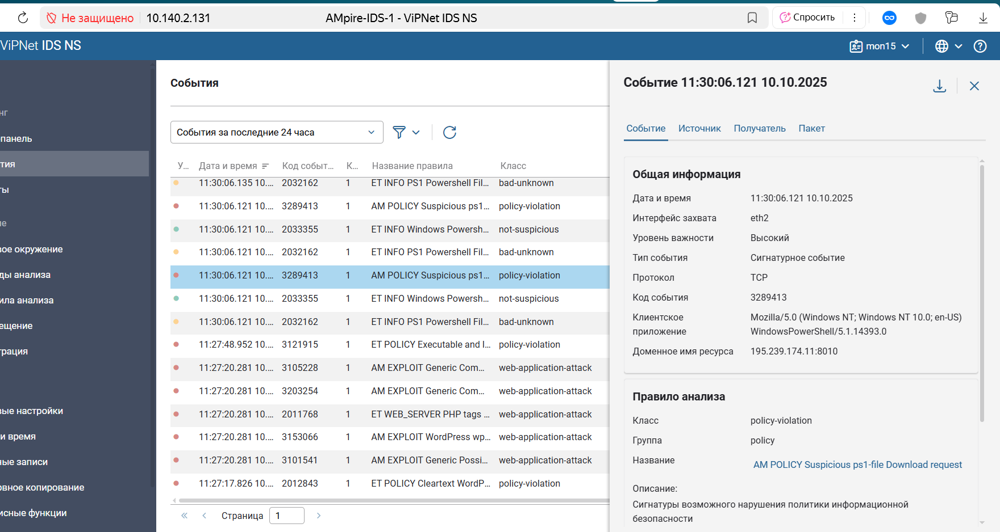 Не защищено
10.140.2.131
AMpire-IDS-1 - ViPNet IDS NS
Спросить
ViPNet IDS NS
mon15
нг
панель
тия
ты
ие
вое окружение
ды анализа
ила анализа
ещение
трация
вые настройки
и время
ные записи
рвное копирование
исные функции
События
События за последние 24 часа
У... Дата и время Код событ... К... Название правила Класс
11:30:06.135 10.... 2032162 1 ET INFO PS1 Powershell Fil... bad-unknown
11:30:06.121 10.... 3289413 1 AM POLICY Suspicious ps1... policy-violation
11:30:06.121 10.... 2033355 1 ET INFO Windows Powersh... not-suspicious
11:30:06.121 10.... 2032162 1 ET INFO PS1 Powershell Fil... bad-unknown
11:30:06.121 10.... 3289413 1 AM POLICY Suspicious ps1... policy-violation
11:30:06.121 10.... 2033355 1 ET INFO Windows Powersh... not-suspicious
11:30:06.121 10.... 2032162 1 ET INFO PS1 Powershell Fil... bad-unknown
11:27:48.952 10.... 3121915 1 ET POLICY Executable and l... policy-violation
11:27:20.281 10.... 3105228 1 AM EXPLOIT Generic Com... web-application-attack
11:27:20.281 10.... 3203254 1 AM EXPLOIT Generic Com... web-application-attack
11:27:20.281 10.... 2011768 1 ET WEB_SERVER PHP tags ... web-application-attack
11:27:20.281 10.... 3153066 1 AM EXPLOIT WordPress wp... web-application-attack
11:27:20.281 10.... 3101541 1 AM EXPLOIT Generic Possi... web-application-attack
11:27:17.826 10.... 2012843 1 ET POLICY Cleartext WordP... policy-violation
Страница 1
Событие 11:30:06.121 10.10.2025
Событие Источник Получатель Пакет
Общая информация
Дата и время 11:30:06.121 10.10.2025
Интерфейс захвата eth2
Уровень важности Высокий
Тип события Сигнатурное событие
Протокол TCP
Код события 3289413
Клиентское Mozilla/5.0 (Windows NT; Windows NT 10.0; en-US)
приложение WindowsPowerShell/5.1.14393.0
Доменное имя ресурса 195.239.174.11:8010
Правило анализа
Класс policy-violation
Группа policy
Название AM POLICY Suspicious ps1-file Download request
Описание:
Сигнатуры возможного нарушения политики информационной
безопасности